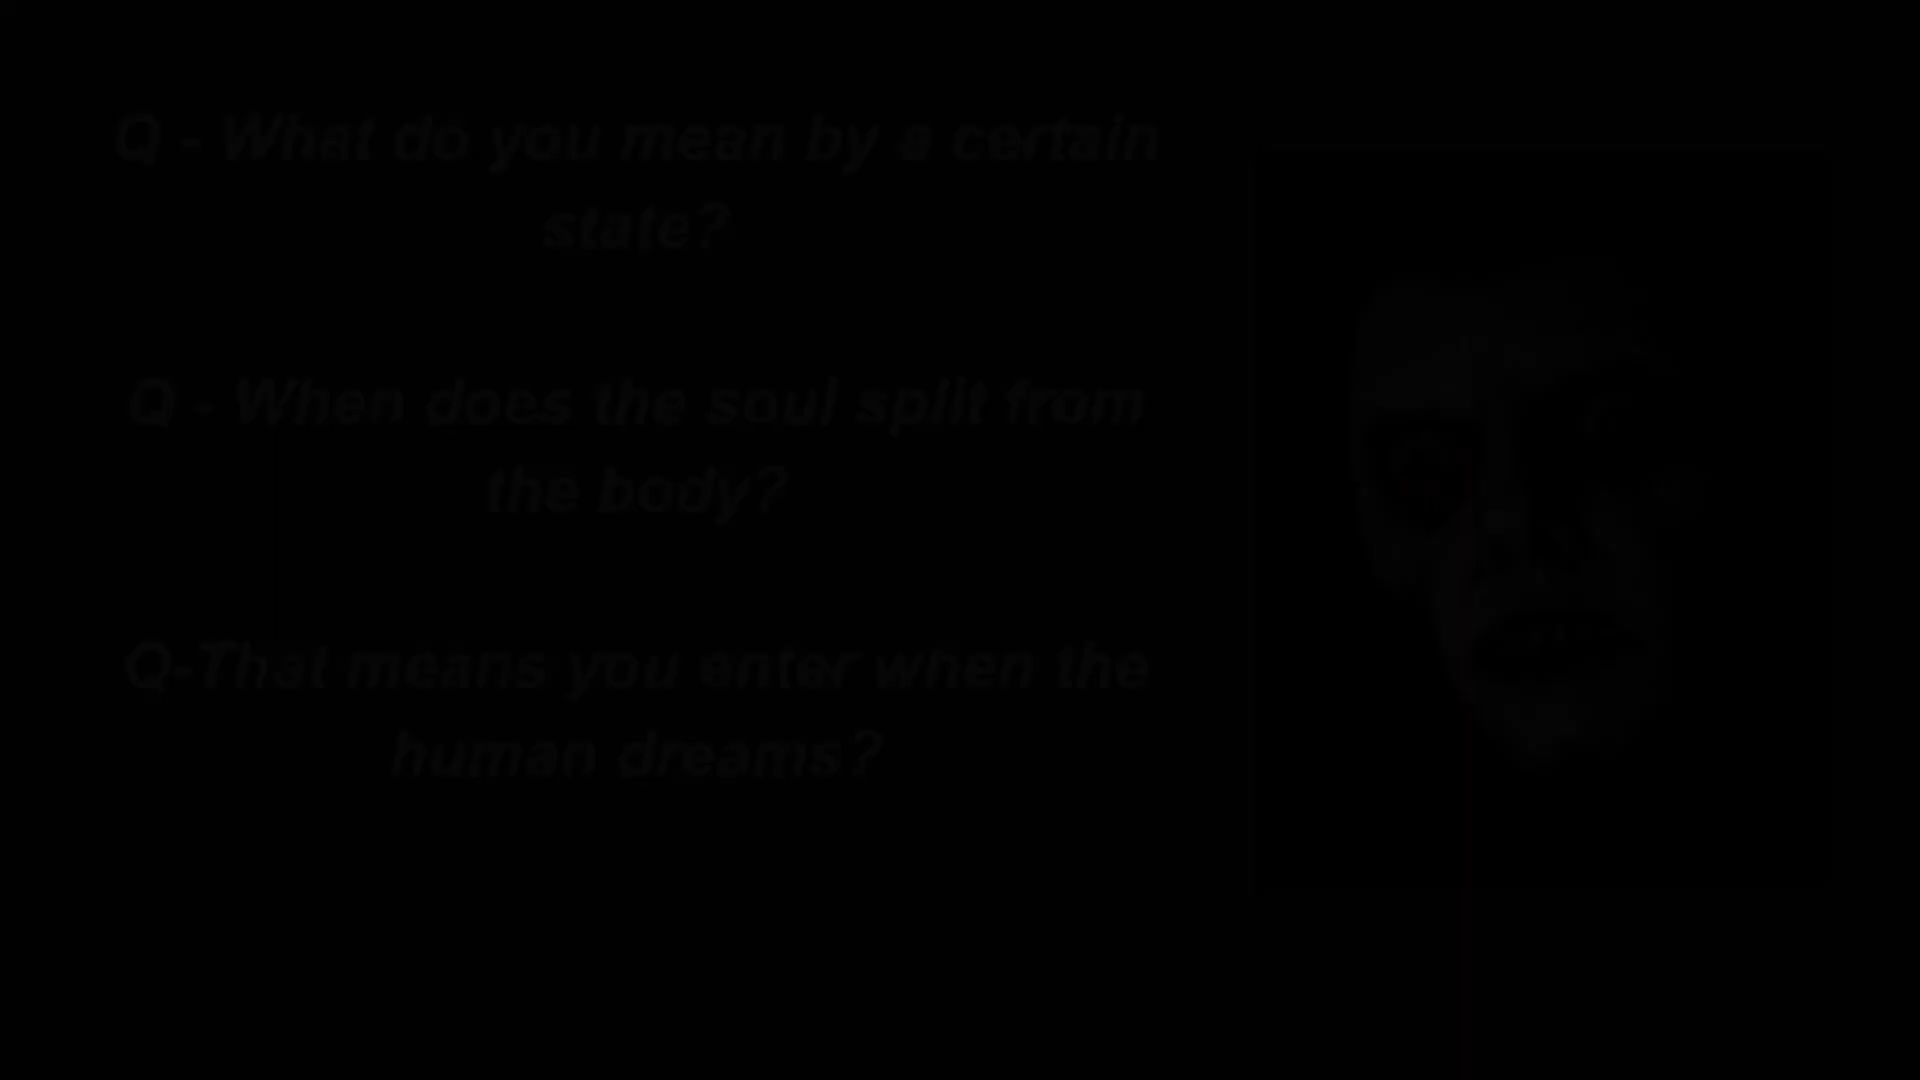 Q - What do you mean by a certain
state?
Q - When does the soul split from
the body?
Q-That means you enter when the
human dreams?